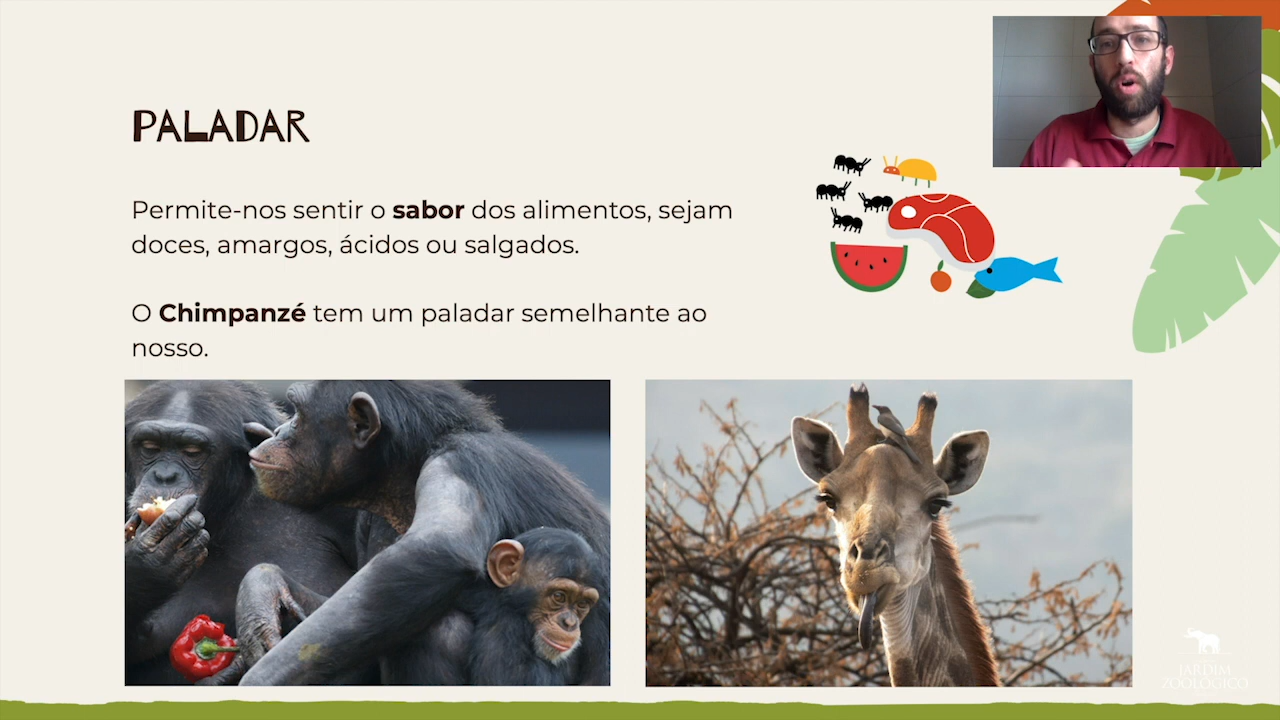 PALADAR
Permite-nos sentir o sabor dos alimentos, sejam
doces, amargos, ácidos ou salgados.
O Chimpanzé tem um paladar semelhante ao
nosso.
JARDIM
ZOOLÓGICO